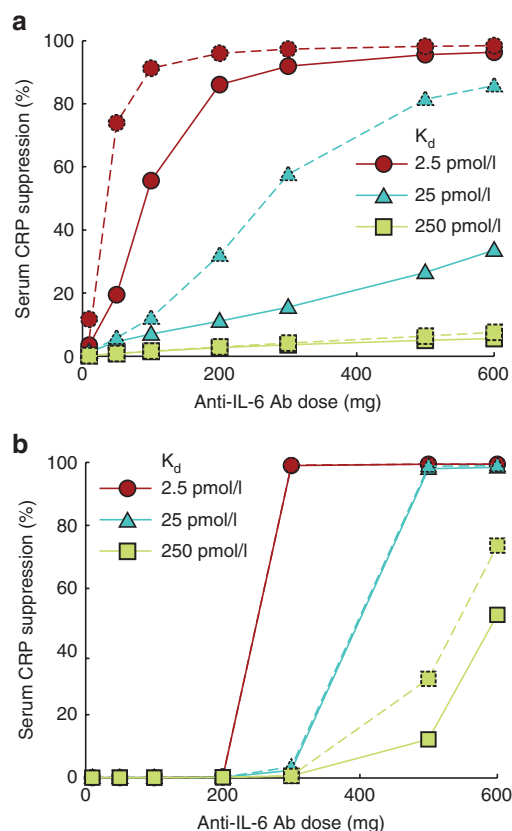 a
100
80
60
40
20
0
Serum CRP suppression (%)
K_d
2.5 pmol/l
25 pmol/l
250 pmol/l
0 200 400 600
Anti-IL-6 Ab dose (mg)
b
100
80
60
40
20
0
Serum CRP suppression (%)
K_d
2.5 pmol/l
25 pmol/l
250 pmol/l
0 200 400 600
Anti-IL-6 Ab dose (mg)